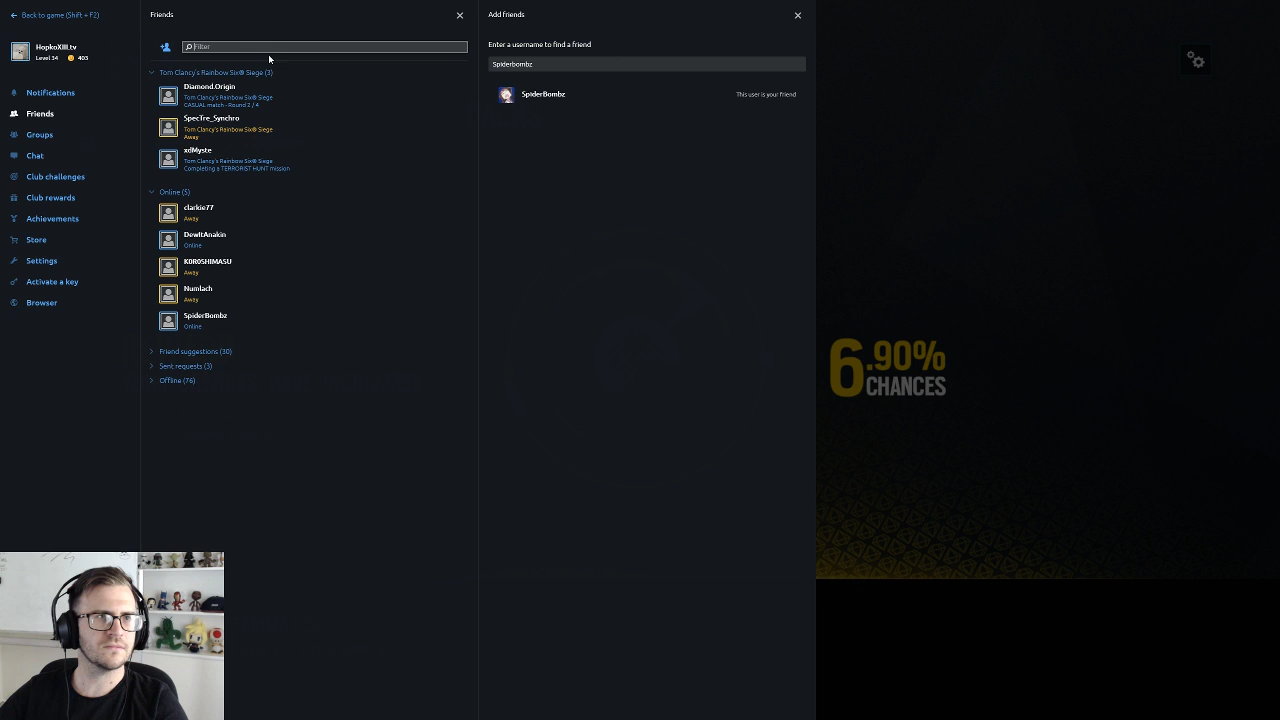 Back to game (Shift + F2)
HopkoXIII.tv
Level 34
403
Notifications
Friends
Groups
Chat
Club challenges
Club rewards
Achievements
Store
Settings
Activate a key
Browser
Friends
Filter
Tom Clancy's Rainbow Six® Siege (3)
Diamond.Origin
Tom Clancy's Rainbow Six® Siege
CASUAL match - Round 2 / 4
SpecTre_Synchro
Tom Clancy's Rainbow Six® Siege
Away
xdMyste
Tom Clancy's Rainbow Six® Siege
Completing a TERRORIST HUNT mission
Online (5)
clarkie77
Away
DewItAnakin
Online
K0R0SHIMASU
Away
Numlach
Away
SpiderBombz
Online
Friend suggestions (30)
Sent requests (3)
Offline (76)
Add friends
Enter a username to find a friend
Spiderbombz
SpiderBombz
This user is your friend
6.90%
CHANCES